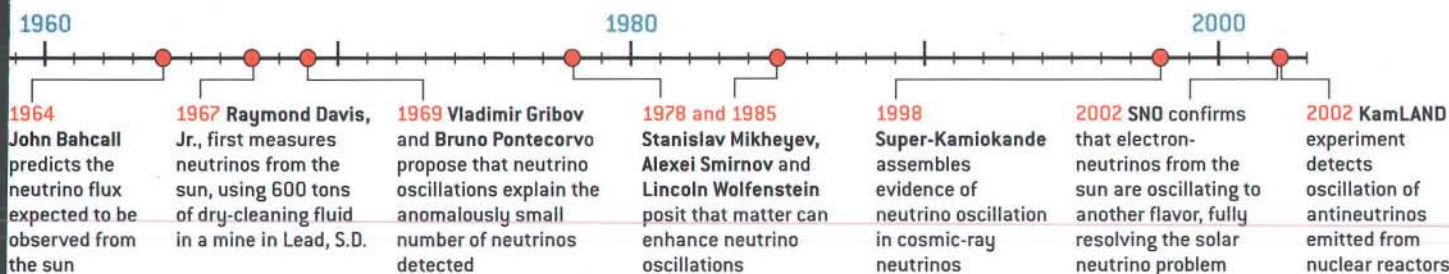 1960
1980
2000
1964
John Bahcall
predicts the
neutrino flux
expected to be
observed from
the sun
1967 Raymond Davis,
Jr., first measures
neutrinos from the
sun, using 600 tons
of dry-cleaning fluid
in a mine in Lead, S.D.
1969 Vladimir Gribov
and Bruno Pontecorvo
propose that neutrino
oscillations explain the
anomalously small
number of neutrinos
detected
1978 and 1985
Stanislav Mikheyev,
Alexei Smirnov and
Lincoln Wolfenstein
posit that matter can
enhance neutrino
oscillations
1998
Super-Kamiokande
assembles
evidence of
neutrino oscillation
in cosmic-ray
neutrinos
2002 SNO confirms
that electron-
neutrinos from the
sun are oscillating to
another flavor, fully
resolving the solar
neutrino problem
2002 KamLAND
experiment
detects
oscillation of
antineutrinos
emitted from
nuclear reactors